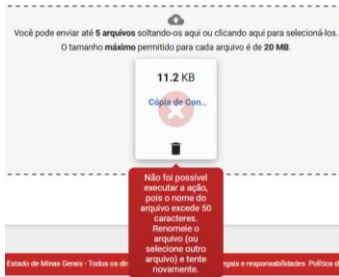 Você pode enviar até 5 arquivos soltando-os aqui ou clicando aqui para selecioná-los.
O tamanho máximo permitido para cada arquivo é de 20 MB.
11.2 KB
Cópia de Con...
Não foi possível
executar a ação,
pois o nome do
arquivo excede 50
caracteres.
Renomeie o
arquivo (ou
selecione outro
arquivo) e tente
novamente.
Estado de Minas Gerais - Todos os di
egais e responsabilidades Política d